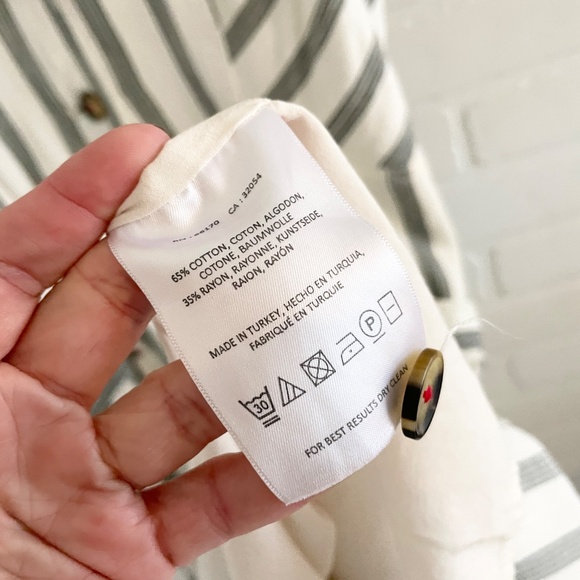 CA : 32054
65% COTTON, COTON, ALGODON,
COTONE, BAUMWOLLE
35% RAYON, RAYONNE, KUNSTSEIDE,
RAION, RAYÓN
MADE IN TURKEY, HECHO EN TURQUIA,
FABRIQUÉ EN TURQUIE
30 P
FOR BEST RESULTS DRY CLEAN